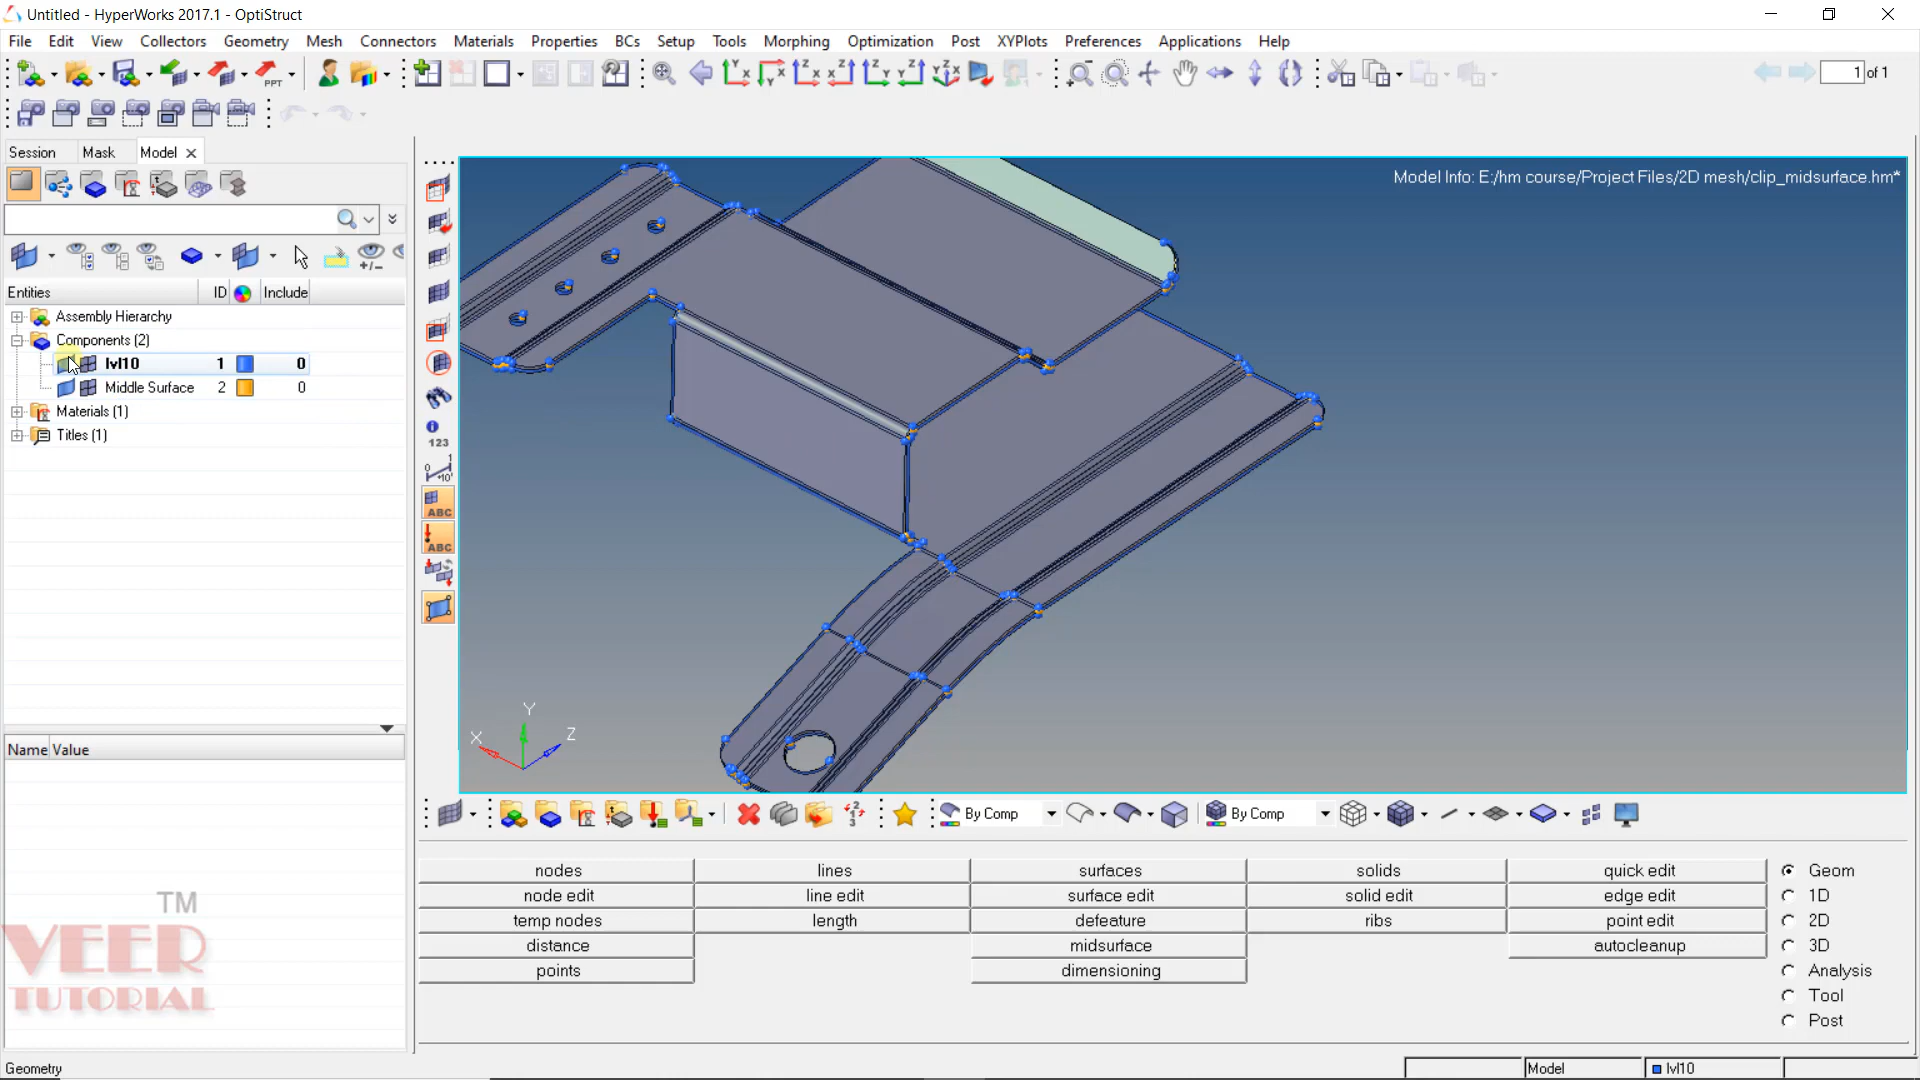 Untitled - HyperWorks 2017.1 - OptiStruct
File Edit View Collectors Geometry Mesh Connectors Materials Properties BCs Setup Tools Morphing Optimization Post XYPlots Preferences Applications Help
1 of 1
Session Mask Model
Model Info: E:/hm course/Project Files/2D mesh/clip_midsurface.hm*
Entities ID Include
Assembly Hierarchy
Components (2)
lvl10 1 0
Middle Surface 2 0
Materials (1)
Titles (1)
123
ABC
ABC
Y
X Z
Name Value
By Comp By Comp
nodes lines surfaces solids quick edit Geom
node edit line edit surface edit solid edit edge edit 1D
temp nodes length defeature ribs point edit 2D
distance midsurface autocleanup 3D
points dimensioning Analysis
Tool
Post
TM
VEER
TUTORIAL
Geometry Model lvl10